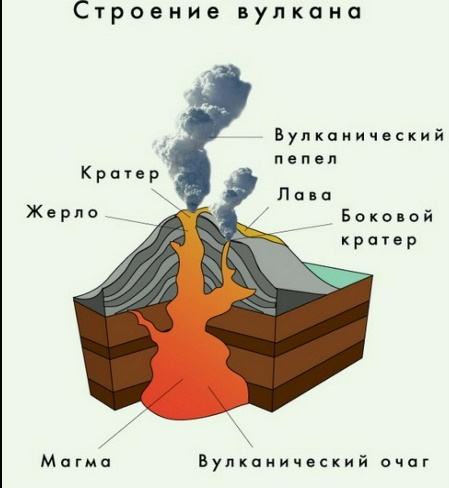 Строение вулкана
Вулканический
пепел
Кратер
Лава
Жерло
Боковой
кратер
Магма
Вулканический очаг